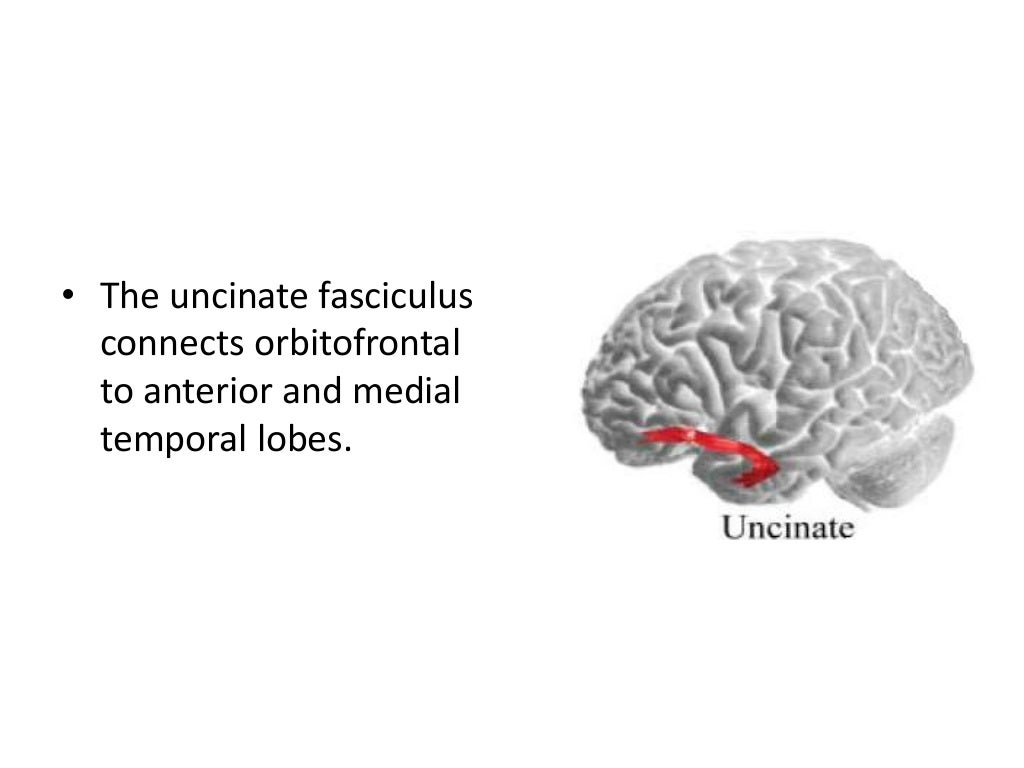 • The uncinate fasciculus
connects orbitofrontal
to anterior and medial
temporal lobes.
Uncinate